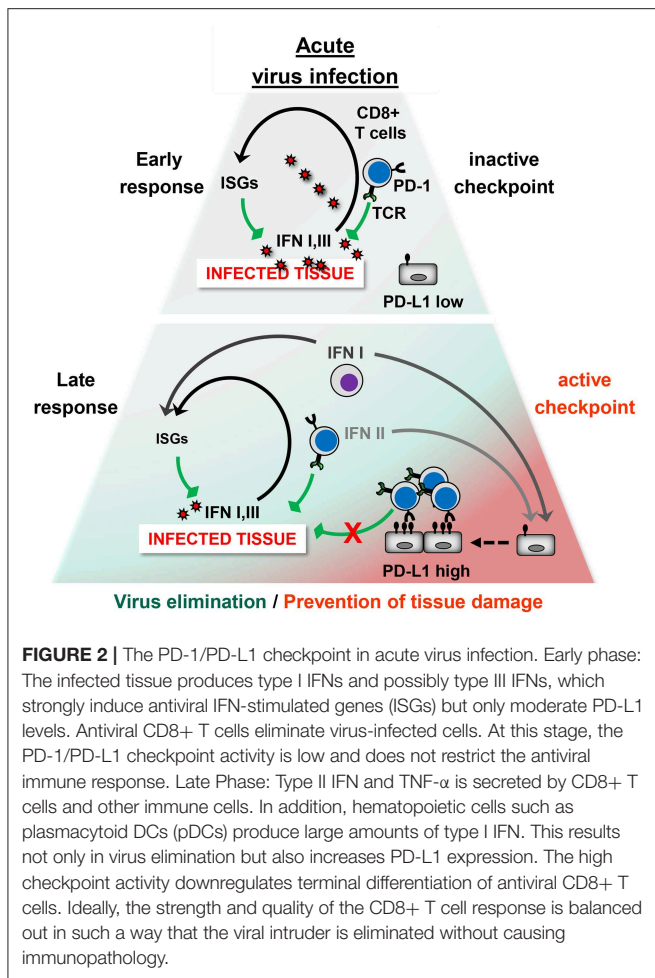 Acute
virus infection
CD8+
T cells
Early
response
ISGs
PD-1
inactive
checkpoint
TCR
IFN I,III
INFECTED TISSUE
PD-L1 low
IFN I
Late
response
active
checkpoint
ISGs
IFN II
IFN I,III
INFECTED TISSUE
X
PD-L1 high
Virus elimination / Prevention of tissue damage
FIGURE 2 | The PD-1/PD-L1 checkpoint in acute virus infection. Early phase:
The infected tissue produces type I IFNs and possibly type III IFNs, which
strongly induce antiviral IFN-stimulated genes (ISGs) but only moderate PD-L1
levels. Antiviral CD8+ T cells eliminate virus-infected cells. At this stage, the
PD-1/PD-L1 checkpoint activity is low and does not restrict the antiviral
immune response. Late Phase: Type II IFN and TNF-α is secreted by CD8+ T
cells and other immune cells. In addition, hematopoietic cells such as
plasmacytoid DCs (pDCs) produce large amounts of type I IFN. This results
not only in virus elimination but also increases PD-L1 expression. The high
checkpoint activity downregulates terminal differentiation of antiviral CD8+ T
cells. Ideally, the strength and quality of the CD8+ T cell response is balanced
out in such a way that the viral intruder is eliminated without causing
immunopathology.